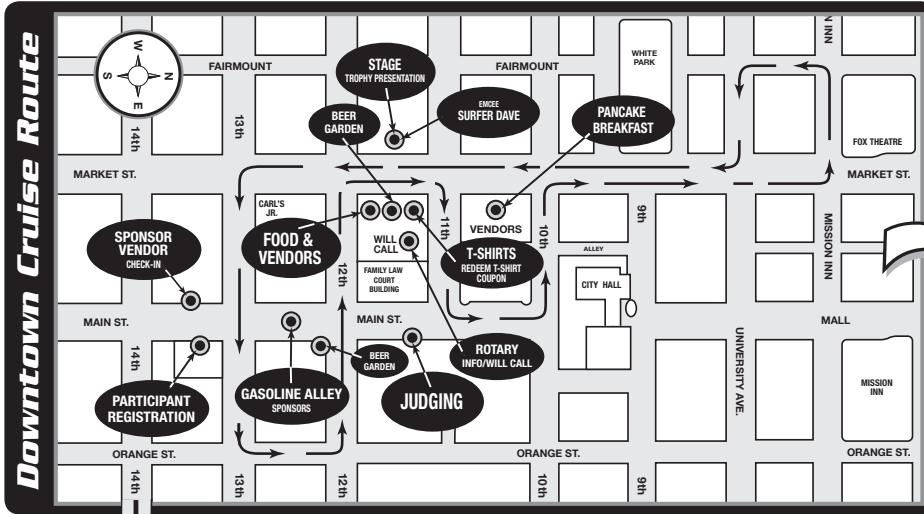 Downtown Cruise Route
W
S
N
E
N INN
FAIRMOUNT
FAIRMOUNT
WHITE
PARK
STAGE
TROPHY PRESENTATION
EMCEE
SURFER DAVE
BEER
GARDEN
PANCAKE
BREAKFAST
14th
13th
FOX THEATRE
MARKET ST.
MARKET ST.
CARL'S
JR.
SPONSOR
VENDOR
CHECK-IN
FOOD &
VENDORS
WILL
CALL
12th
11th
VENDORS
10th
9th
T-SHIRTS
REDEEM T-SHIRT
COUPON
ALLEY
MISSION INN
FAMILY LAW
COURT
BUILDING
CITY HALL
MAIN ST.
MAIN ST.
MALL
14th
BEER
GARDEN
ROTARY
INFO/WILL CALL
UNIVERSITY AVE.
PARTICIPANT
REGISTRATION
GASOLINE ALLEY
SPONSORS
JUDGING
MISSION
INN
ORANGE ST.
ORANGE ST.
ORANGE ST.
14th
13th
12th
10th
9th